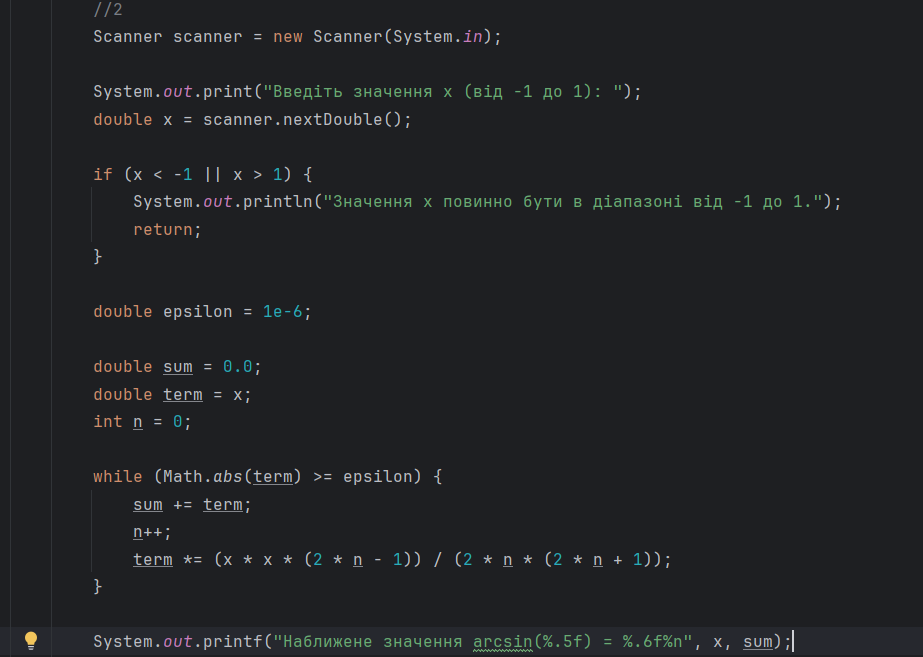 //2
Scanner scanner = new Scanner(System.in);
System.out.print("Введіть значення x (від -1 до 1): ");
double x = scanner.nextDouble();
if (x < -1 || x > 1) {
System.out.println("Значення x повинно бути в діапазоні від -1 до 1.");
return;
}
double epsilon = 1e-6;
double sum = 0.0;
double term = x;
int n = 0;
while (Math.abs(term) >= epsilon) {
sum += term;
n++;
term *= (x * x * (2 * n - 1)) / (2 * n * (2 * n + 1));
}
System.out.printf("Наближене значення arcsin(%.5f) = %.6f%n", x, sum);